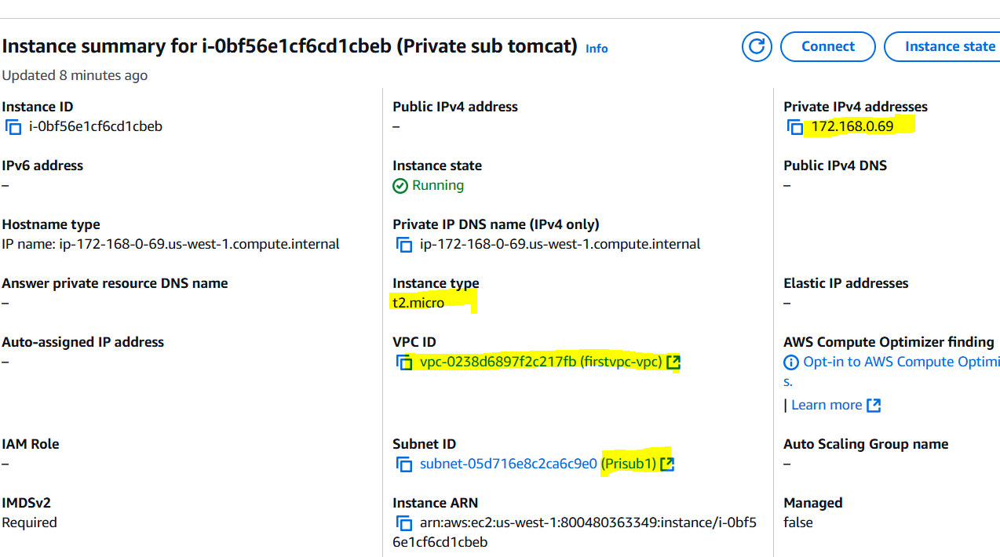 Instance summary for i-0bf56e1cf6cd1cbeb (Private sub tomcat) Info
Connect
Instance state
Updated 8 minutes ago
Instance ID
i-0bf56e1cf6cd1cbeb
Public IPv4 address
–
Private IPv4 addresses
172.168.0.69
IPv6 address
–
Instance state
Running
Public IPv4 DNS
–
Hostname type
IP name: ip-172-168-0-69.us-west-1.compute.internal
Private IP DNS name (IPv4 only)
ip-172-168-0-69.us-west-1.compute.internal
Answer private resource DNS name
–
Instance type
t2.micro
Elastic IP addresses
–
Auto-assigned IP address
–
VPC ID
vpc-0238d6897f2c217fb (firstvpc-vpc)
AWS Compute Optimizer finding
Opt-in to AWS Compute Optimi
s.
| Learn more
IAM Role
–
Subnet ID
subnet-05d716e8c2ca6c9e0 (Prisub1)
Auto Scaling Group name
–
IMDSv2
Required
Instance ARN
arn:aws:ec2:us-west-1:800480363349:instance/i-0bf5
6e1cf6cd1cbeb
Managed
false